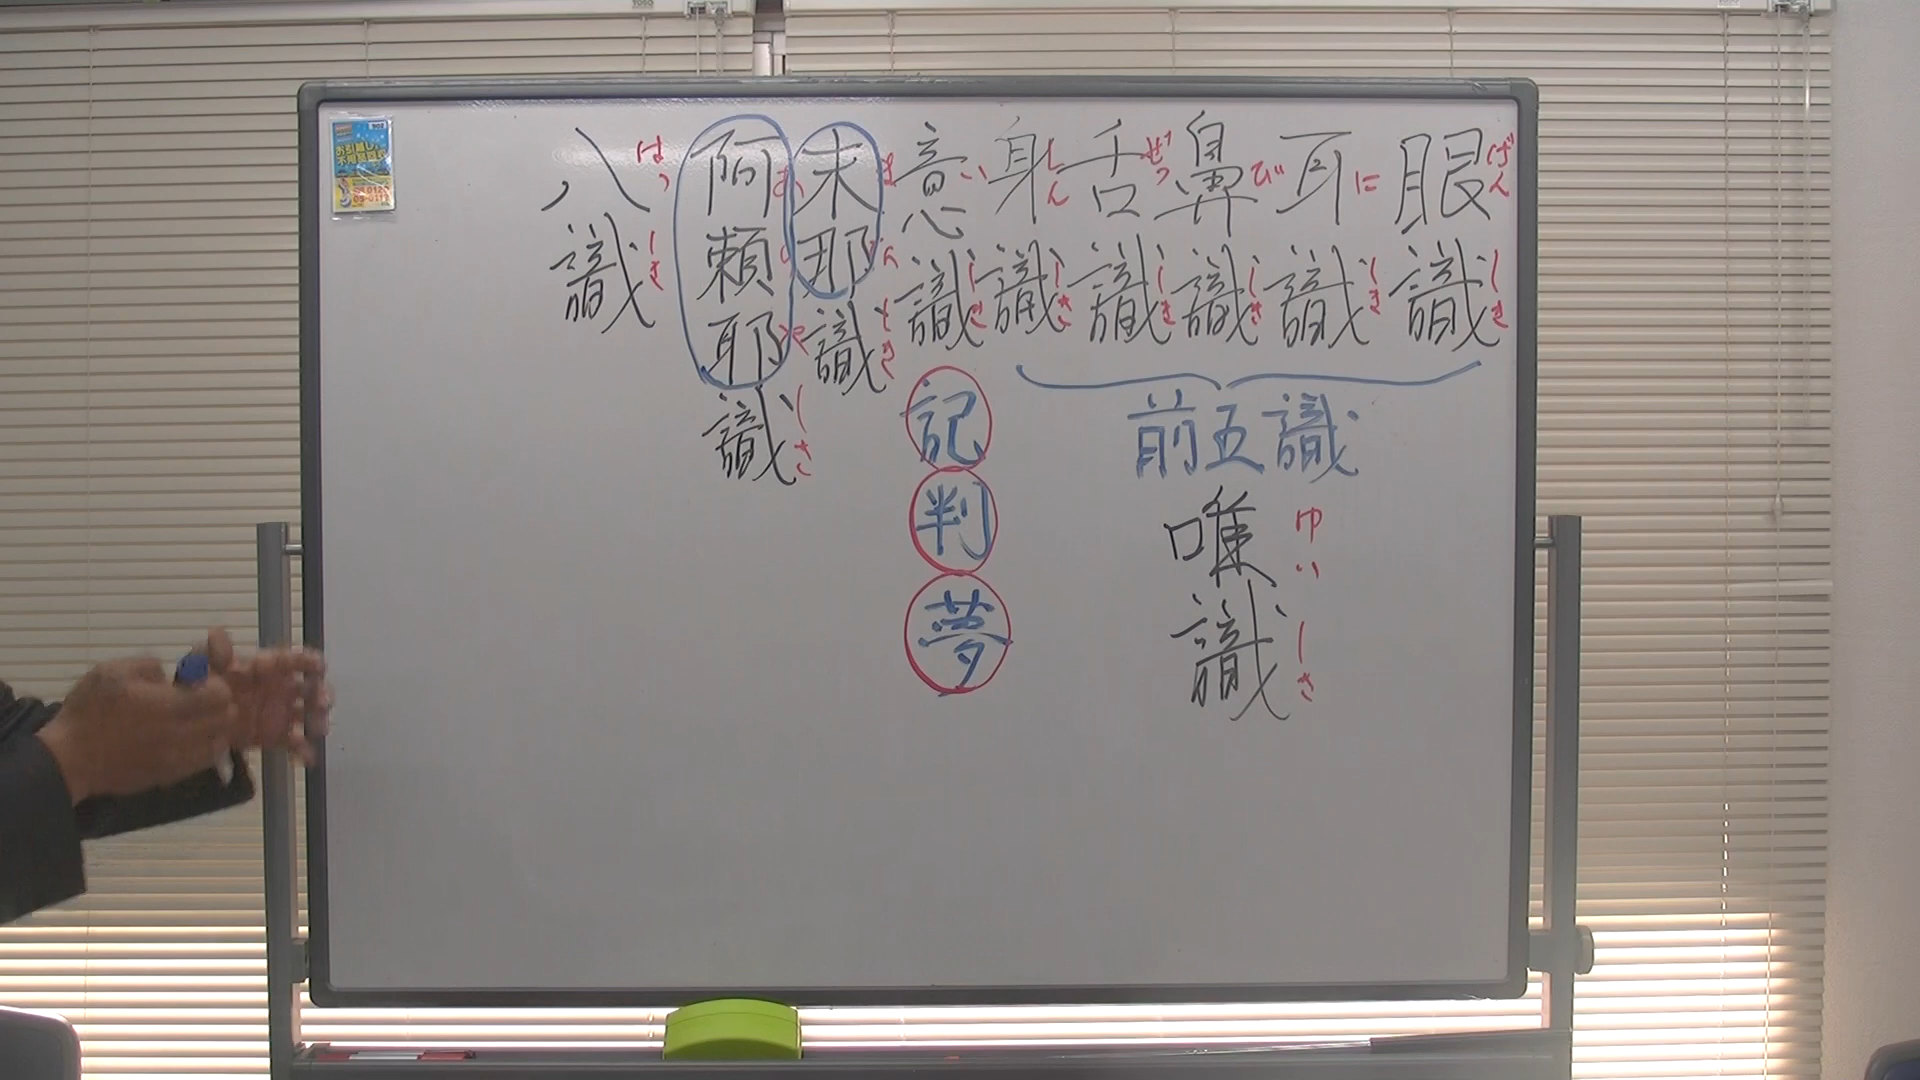 眼識 げんしき
耳識 にしき
鼻識 びしき
舌識 ぜっしき
身識 しんしき
意識 いしき
末那識 まなしき
阿頼耶識 あらやしき
八識 はっしき
前五識
唯識 ゆいしき
記
判
夢